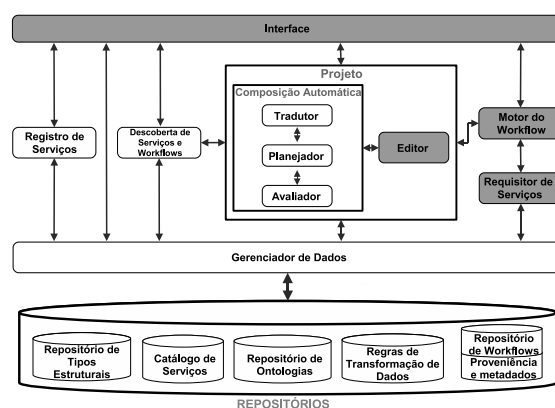 Interface
Projeto
Composição Automática
Tradutor
Planejador
Avaliador
Editor
Registro de
Serviços
Descoberta de
Serviços e
Workflows
Motor do
Workflow
Requisitor de
Serviços
Gerenciador de Dados
Repositório de
Tipos
Estruturais
Catálogo de
Serviços
Repositório de
Ontologias
Regras de
Transformação de
Dados
Repositório
de Workflows
Proveniência
e metadados
REPOSITÓRIOS